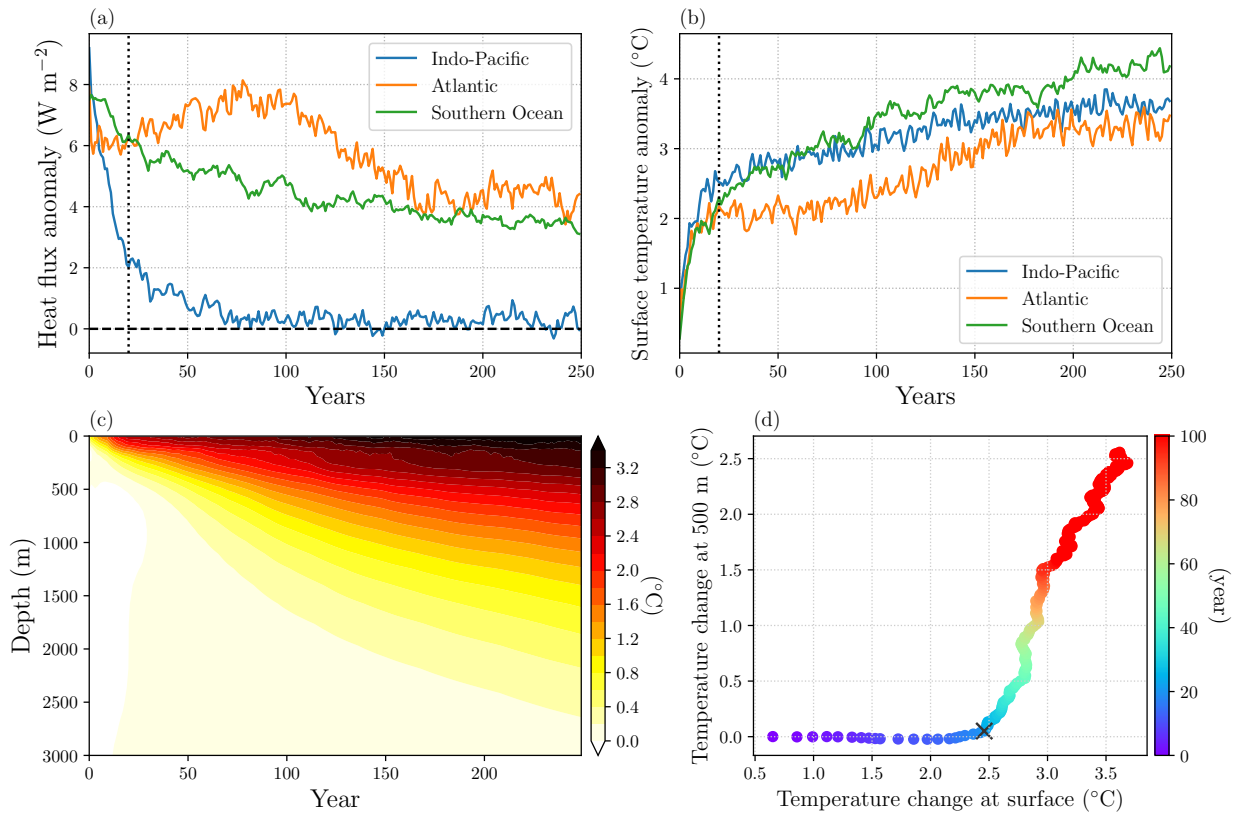 (a)
Heat flux anomaly (W m−2)
8
6
4
2
0
Indo-Pacific
Atlantic
Southern Ocean
0 50 100 150 200 250
Years
(b)
Surface temperature anomaly (°C)
4
3
2
1
Indo-Pacific
Atlantic
Southern Ocean
0 50 100 150 200 250
Years
(c)
Depth (m)
0
500
1000
1500
2000
2500
3000
0 50 100 150 200
Year
3.2
2.8
2.4
2.0
1.6
1.2
0.8
0.4
0.0
(°C)
(d)
Temperature change at 500 m (°C)
2.5
2.0
1.5
1.0
0.5
0.0
0.5 1.0 1.5 2.0 2.5 3.0 3.5
Temperature change at surface (°C)
100
80
60
40
20
0
(year)